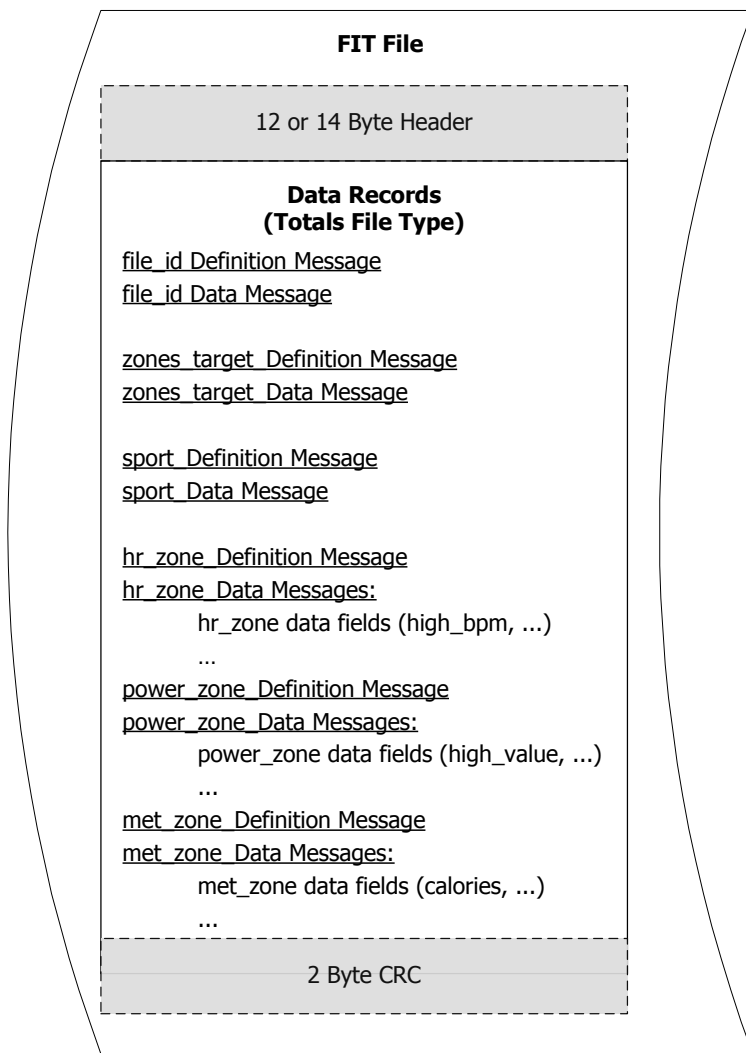 FIT File
12 or 14 Byte Header
Data Records
(Totals File Type)
file_id Definition Message
file_id Data Message
zones_target_Definition Message
zones_target_Data Message
sport_Definition Message
sport_Data Message
hr_zone_Definition Message
hr_zone_Data Messages:
hr_zone data fields (high_bpm, ...)
...
power_zone_Definition Message
power_zone_Data Messages:
power_zone data fields (high_value, ...)
...
met_zone_Definition Message
met_zone_Data Messages:
met_zone data fields (calories, ...)
...
2 Byte CRC